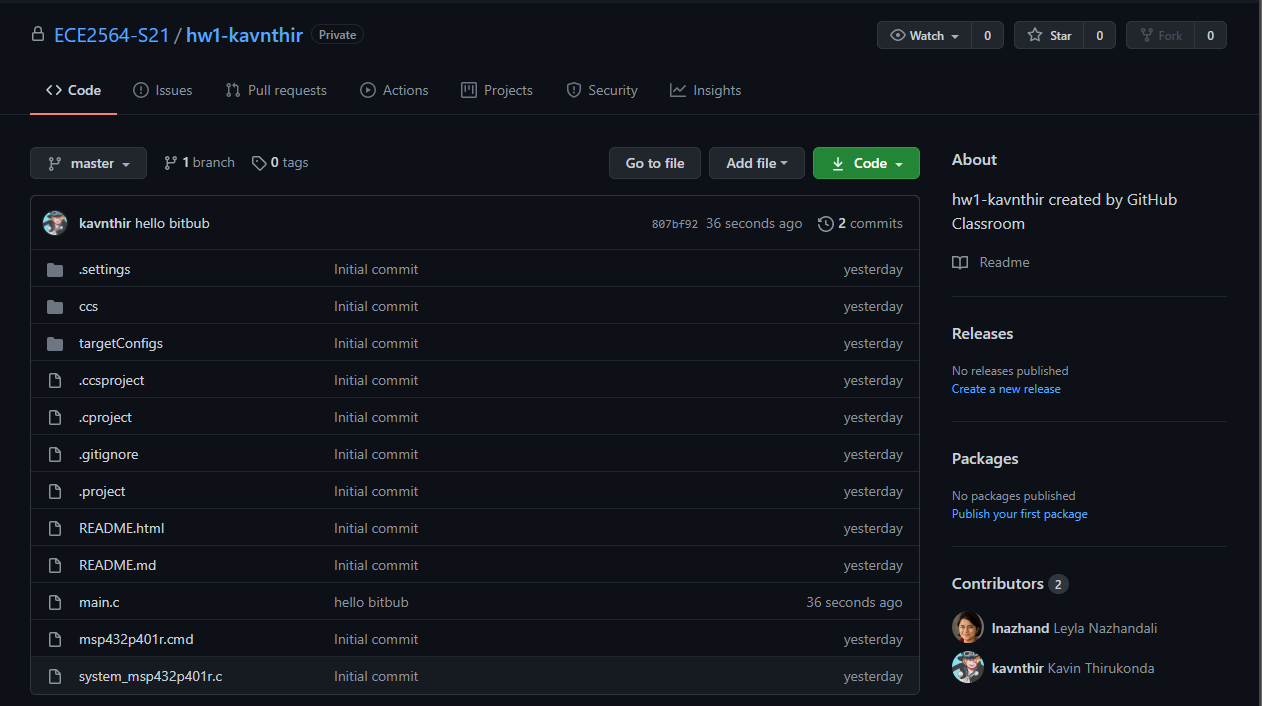 ECE2564-S21 / hw1-kavnthir Private
Watch 0 Star 0 Fork 0
Code Issues Pull requests Actions Projects Security Insights
master 1 branch 0 tags Go to file Add file Code
kavnthir hello bitbub 807bf92 36 seconds ago 2 commits
.settings Initial commit yesterday
ccs Initial commit yesterday
targetConfigs Initial commit yesterday
.ccsproject Initial commit yesterday
.cproject Initial commit yesterday
.gitignore Initial commit yesterday
.project Initial commit yesterday
README.html Initial commit yesterday
README.md Initial commit yesterday
main.c hello bitbub 36 seconds ago
msp432p401r.cmd Initial commit yesterday
system_msp432p401r.c Initial commit yesterday
About
hw1-kavnthir created by GitHub
Classroom
Readme
Releases
No releases published
Create a new release
Packages
No packages published
Publish your first package
Contributors 2
lnazhand Leyla Nazhandali
kavnthir Kavin Thirukonda